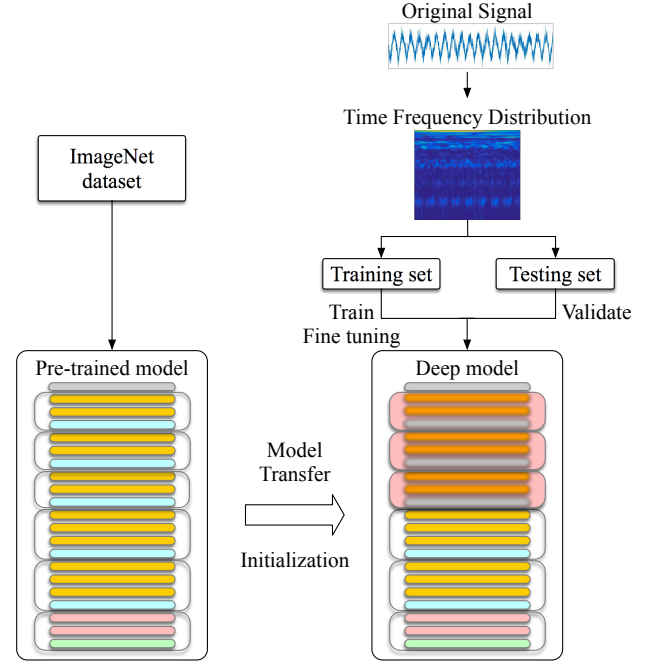 Original Signal
Time Frequency Distribution
ImageNet
dataset
Training set
Testing set
Train
Fine tuning
Validate
Pre-trained model
Deep model
Model
Transfer
Initialization